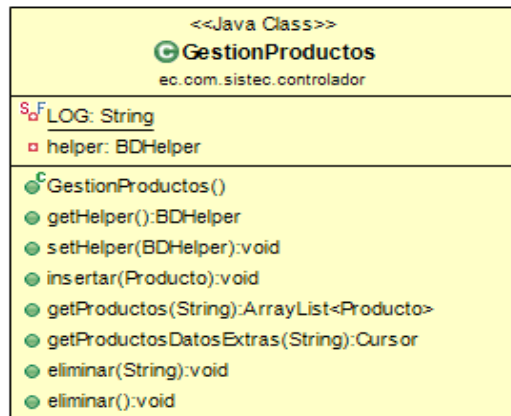 <<Java Class>>
C GestionProductos
ec.com.sistec.controlador
S F LOG: String
helper: BDHelper
C GestionProductos()
getHelper():BDHelper
setHelper(BDHelper):void
insertar(Producto):void
getProductos(String):ArrayList<Producto>
getProductosDatosExtras(String):Cursor
eliminar(String):void
eliminar():void